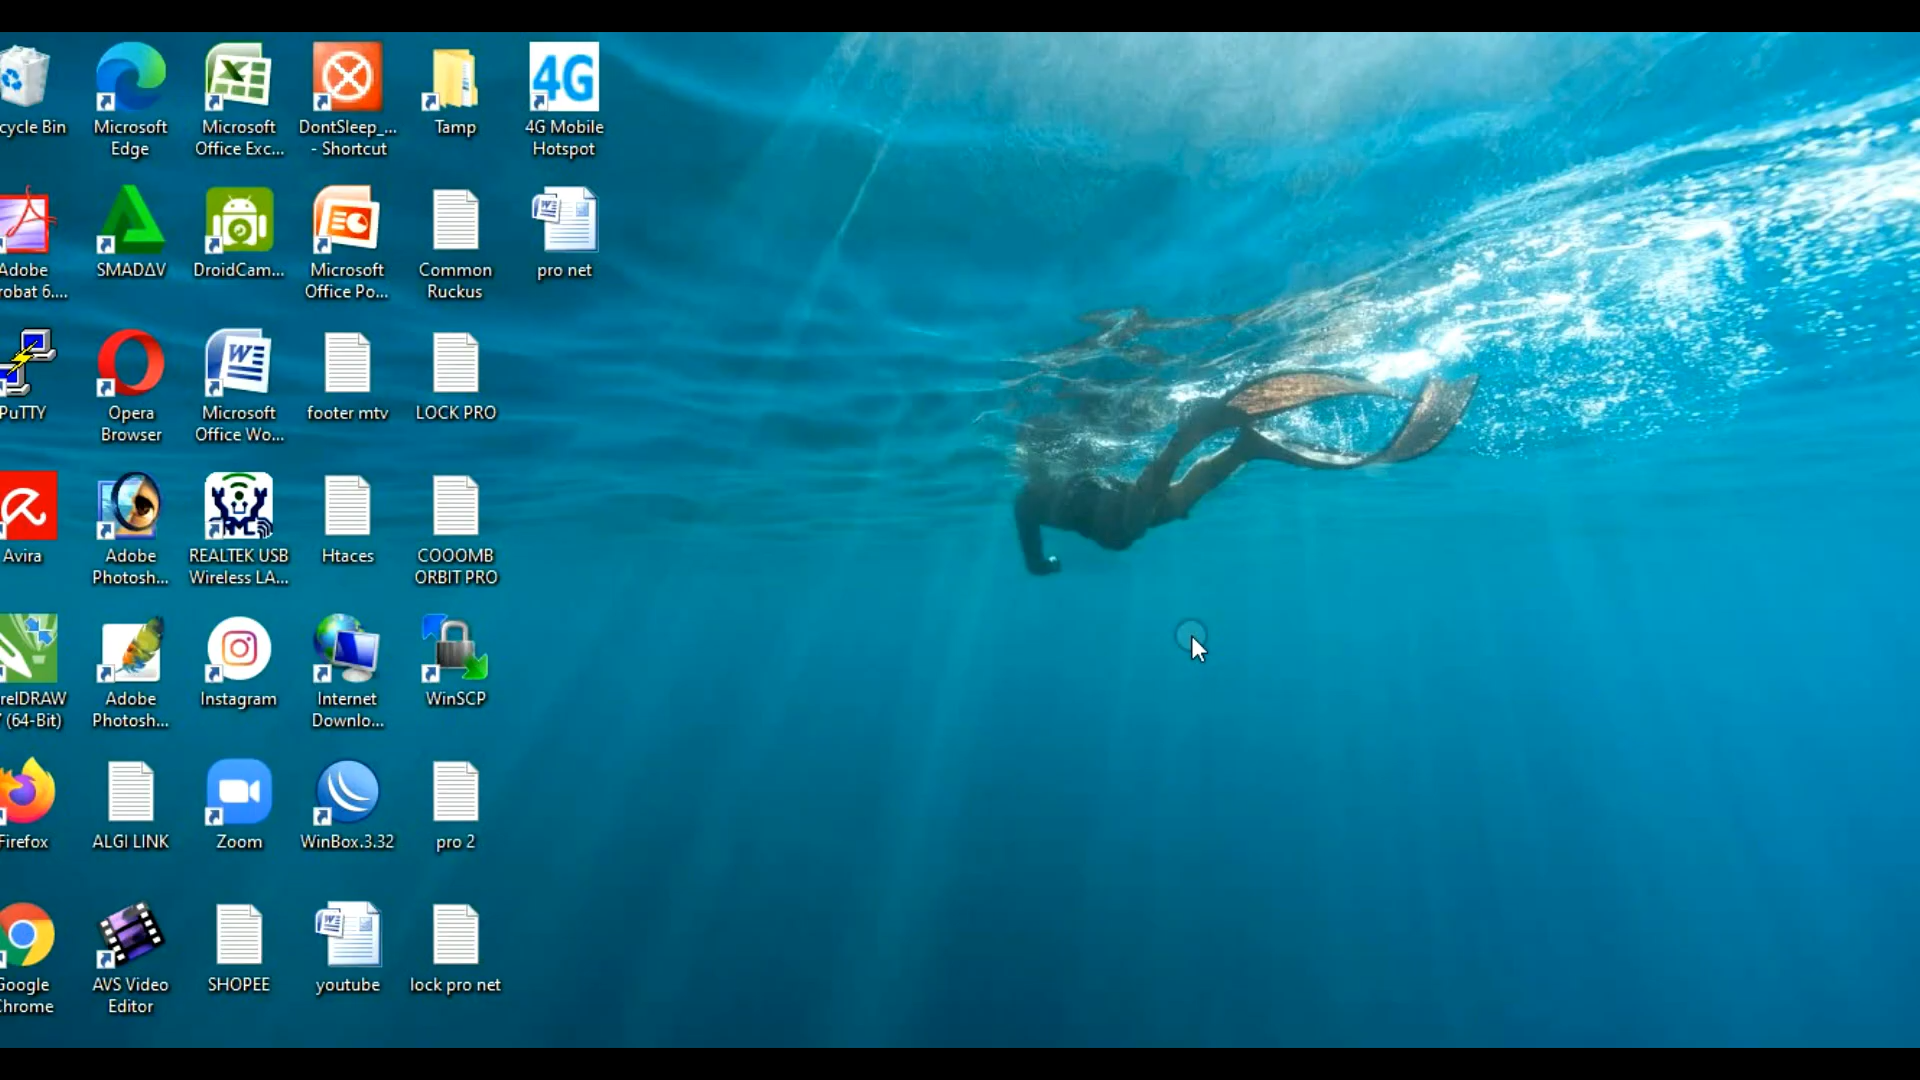 cycle Bin
Microsoft
Edge
Microsoft
Office Exc...
DontSleep_...
- Shortcut
Tamp
4G
4G Mobile
Hotspot
Adobe
robat 6....
SMADΔV
DroidCam...
Microsoft
Office Po...
Common
Ruckus
pro net
PuTTY
Opera
Browser
Microsoft
Office Wo...
footer mtv
LOCK PRO
Avira
Adobe
Photosh...
REALTEK USB
Wireless LA...
Htaces
COOOMB
ORBIT PRO
relDRAW
(64-Bit)
Adobe
Photosh...
Instagram
Internet
Downlo...
WinSCP
Firefox
ALGI LINK
Zoom
WinBox.3.32
pro 2
Google
Chrome
AVS Video
Editor
SHOPEE
youtube
lock pro net